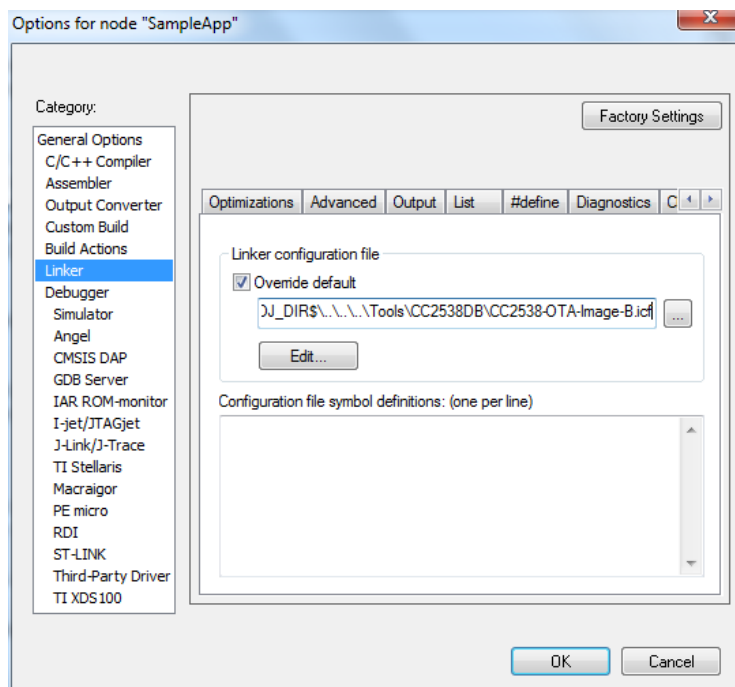 Options for node "SampleApp"
Category:
Factory Settings
General Options
C/C++ Compiler
Assembler
Output Converter
Custom Build
Build Actions
Linker
Debugger
Simulator
Angel
CMSIS DAP
GDB Server
IAR ROM-monitor
I-jet/JTAGjet
J-Link/J-Trace
TI Stellaris
Macraigor
PE micro
RDI
ST-LINK
Third-Party Driver
TI XDS100
Optimizations Advanced Output List #define Diagnostics C
Linker configuration file
Override default
DJ_DIR$\..\..\..\Tools\CC2538DB\CC2538-OTA-Image-B.icf ...
Edit...
Configuration file symbol definitions: (one per line)
OK Cancel